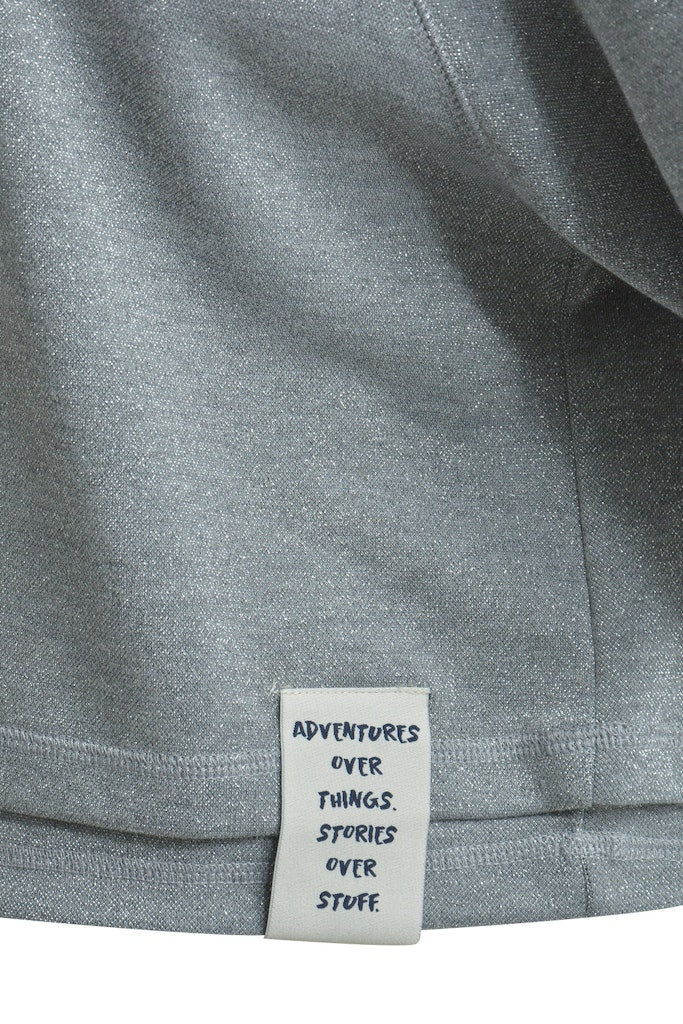 ADVENTURES
OVER
THINGS.
STORIES
OVER
STUFF.